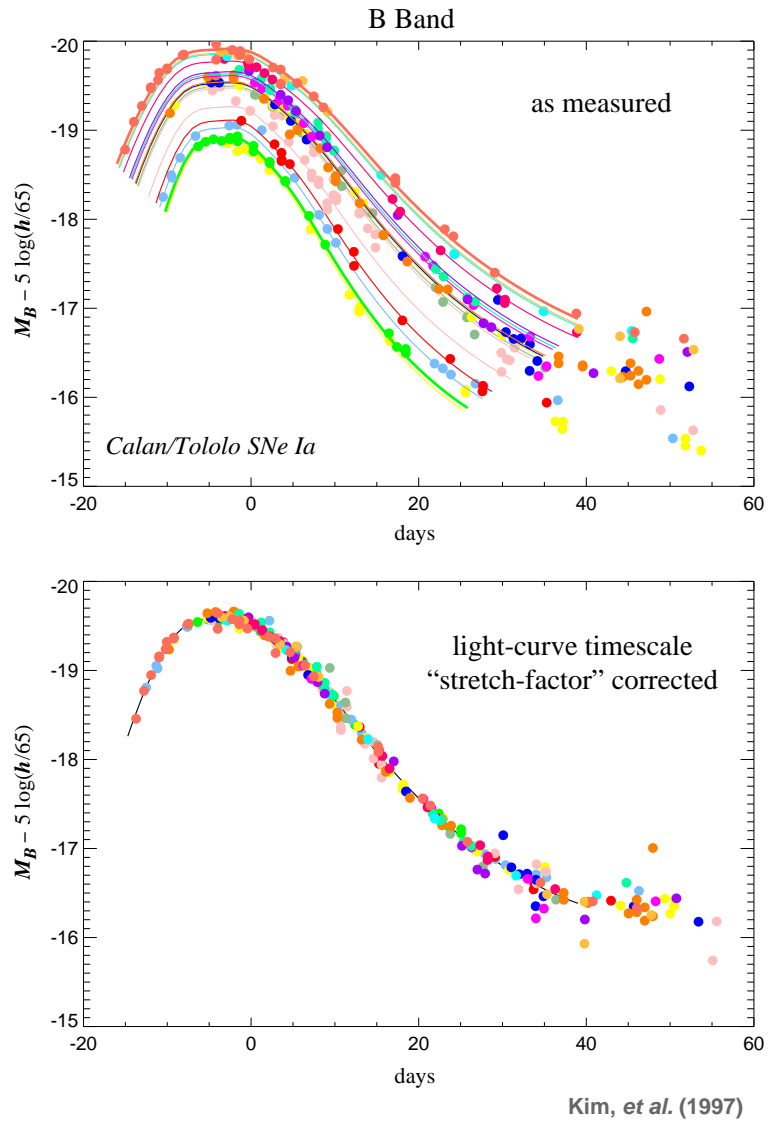 B Band
-20
-19
-18
-17
-16
-15
M_B – 5 log(h/65)
as measured
Calan/Tololo SNe Ia
-20 0 20 40 60
days
-20
-19
-18
-17
-16
-15
M_B – 5 log(h/65)
light-curve timescale
“stretch-factor” corrected
-20 0 20 40 60
days
Kim, et al. (1997)